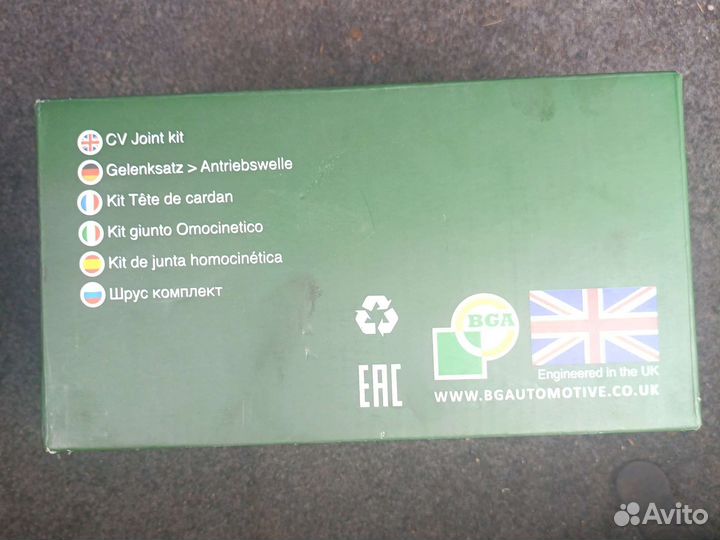 CV Joint kit
Gelenksatz > Antriebswelle
Kit Tête de cardan
Kit giunto Omocinetico
Kit de junta homocinética
Шрус комплект
BGA
EAC
Engineered in the UK
WWW.BGAUTOMOTIVE.CO.UK
Avito